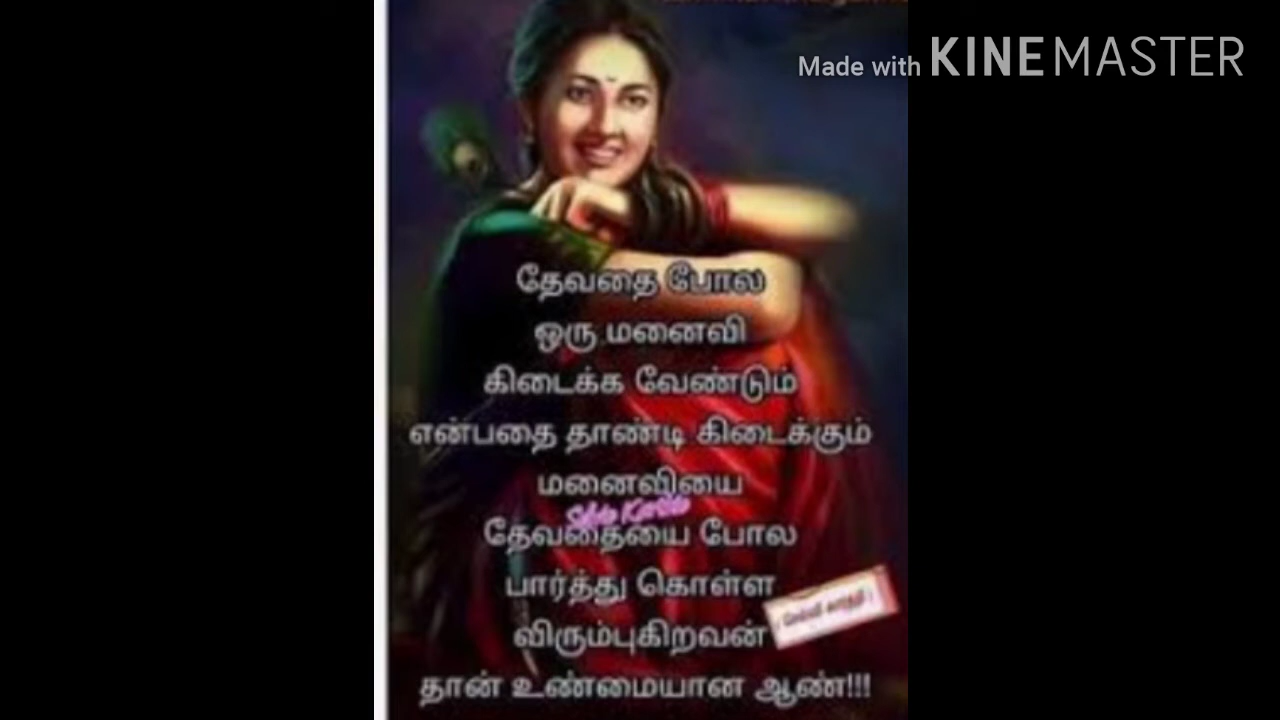 Made with KINEMASTER
தேவதை போல
ஒரு மனைவி
கிடைக்க வேண்டும்
என்பதை தாண்டி கிடைக்கும்
மனைவியை
தேவதையை போல
பார்த்து கொள்ள
விரும்புகிறவன்
தான் உண்மையான ஆண்!!!